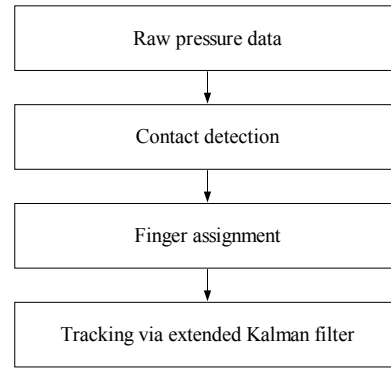 Raw pressure data
Contact detection
Finger assignment
Tracking via extended Kalman filter